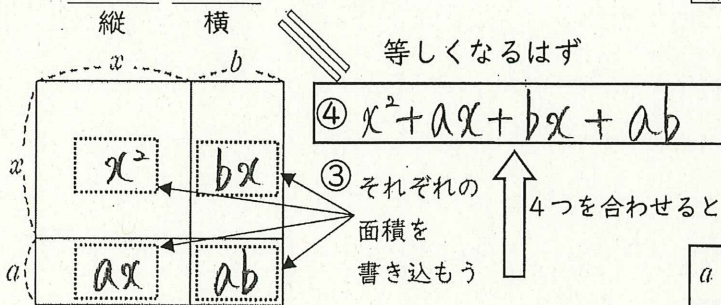 縦 横
等しくなるはず
x b
④ x²+ax+bx+ab
x
x² bx
③ それぞれの
面積を
書き込もう
4つを合わせると
a
ax ab
a